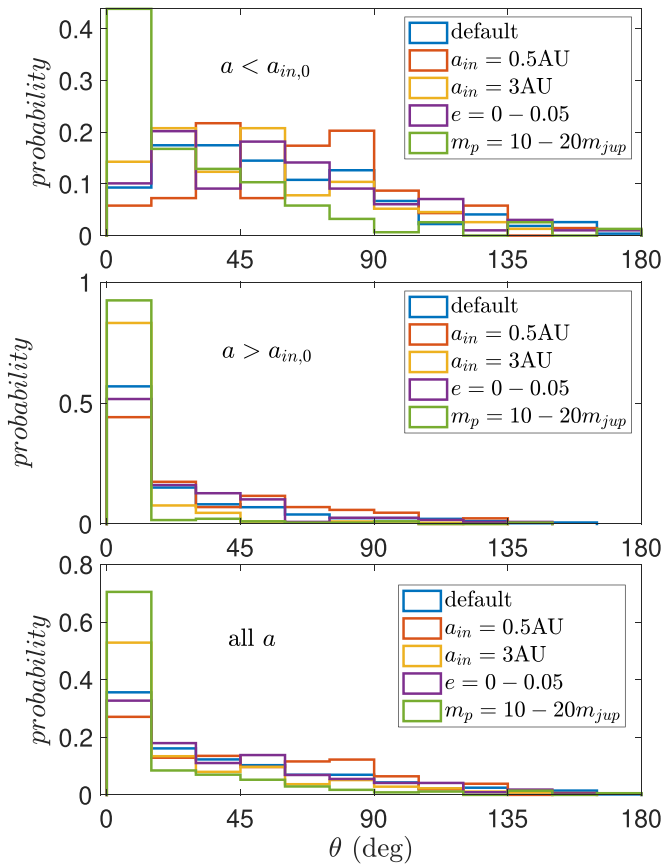 0.4
0.3
0.2
0.1
0
probability
a < a_{in,0}
default
a_{in} = 0.5AU
a_{in} = 3AU
e = 0 − 0.05
m_p = 10 − 20m_{jup}
0 45 90 135 180
1
0.5
0
probability
a > a_{in,0}
default
a_{in} = 0.5AU
a_{in} = 3AU
e = 0 − 0.05
m_p = 10 − 20m_{jup}
0 45 90 135 180
0.8
0.6
0.4
0.2
0
probability
all a
default
a_{in} = 0.5AU
a_{in} = 3AU
e = 0 − 0.05
m_p = 10 − 20m_{jup}
0 45 90 135 180
θ (deg)